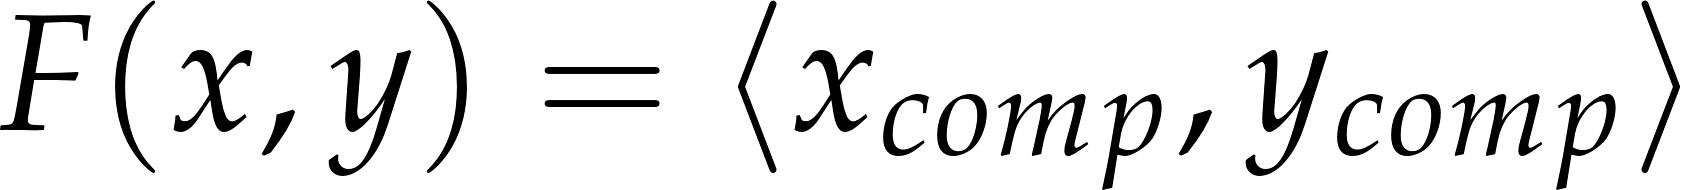 F(x, y) = ⟨x_comp, y_comp⟩